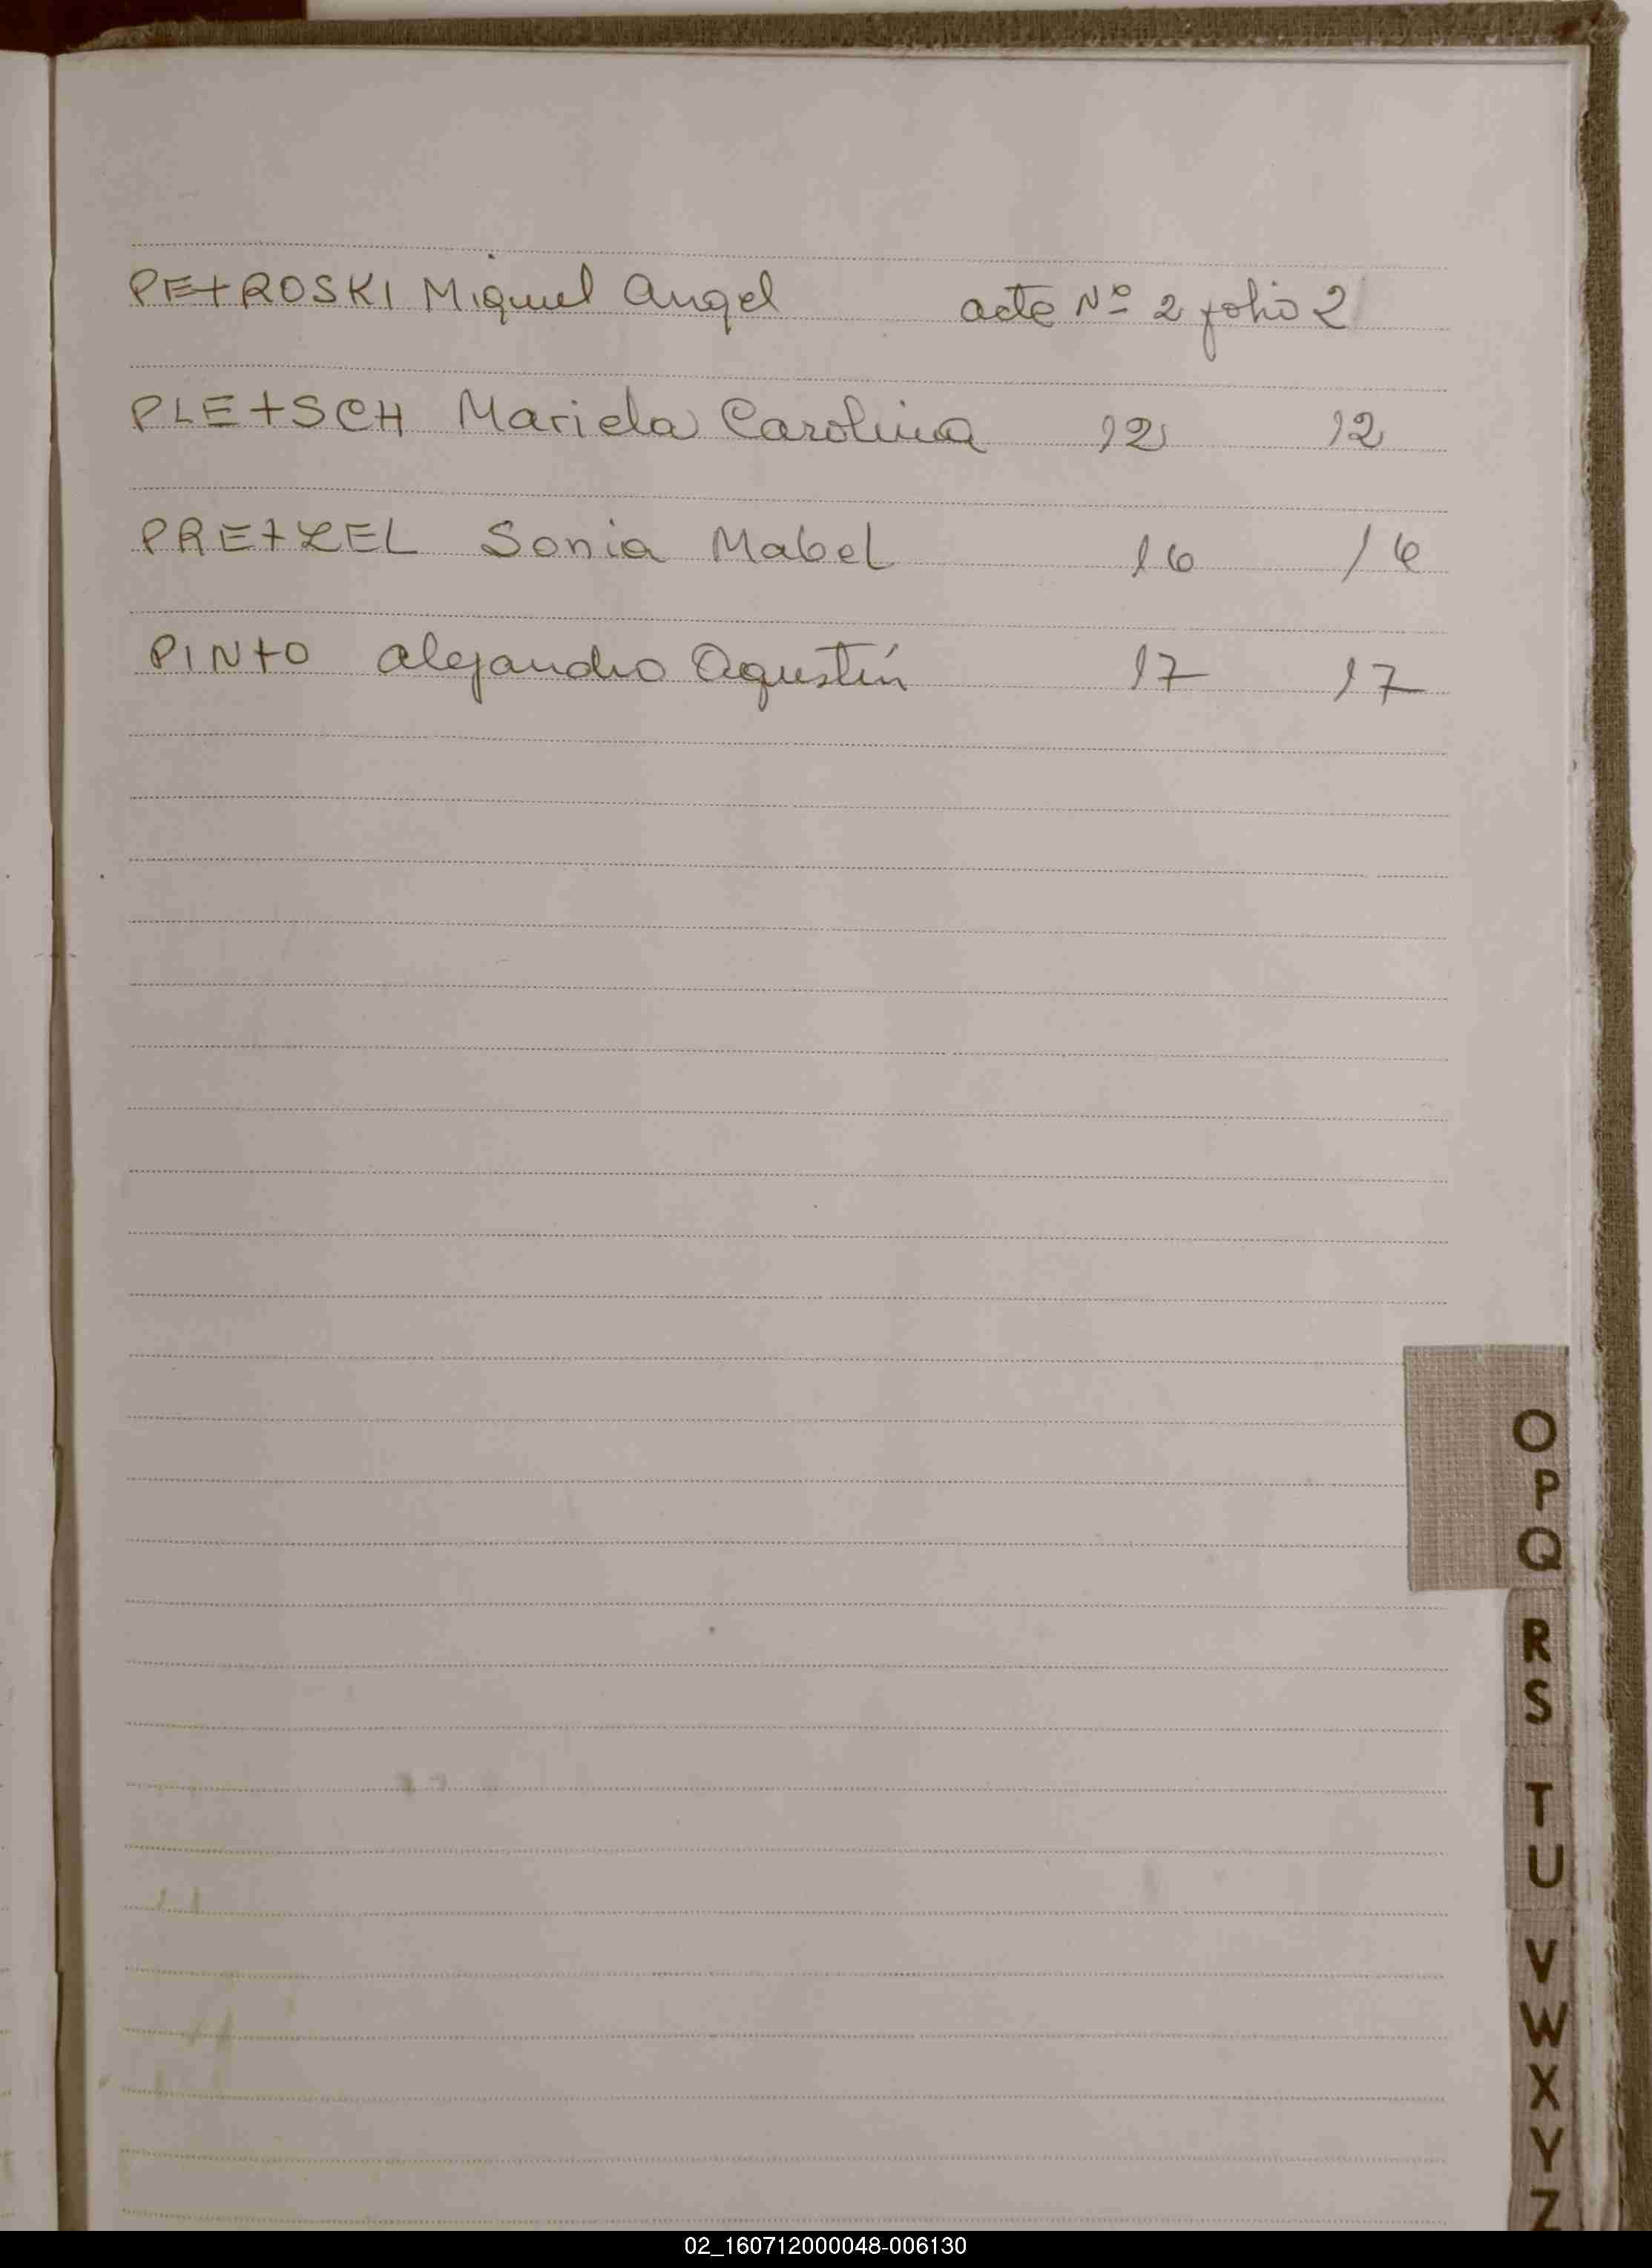 PETROSKI Miguel Angel acta Nº 2 folio 2
PLETSCH Mariela Carolina 12 12
PRETZEL Sonia Mabel 16 16
PINTO Alejandro Agustín 17 17
O
P
Q
R
S
T
U
V
W
X
Y
Z
02_160712000048-006130